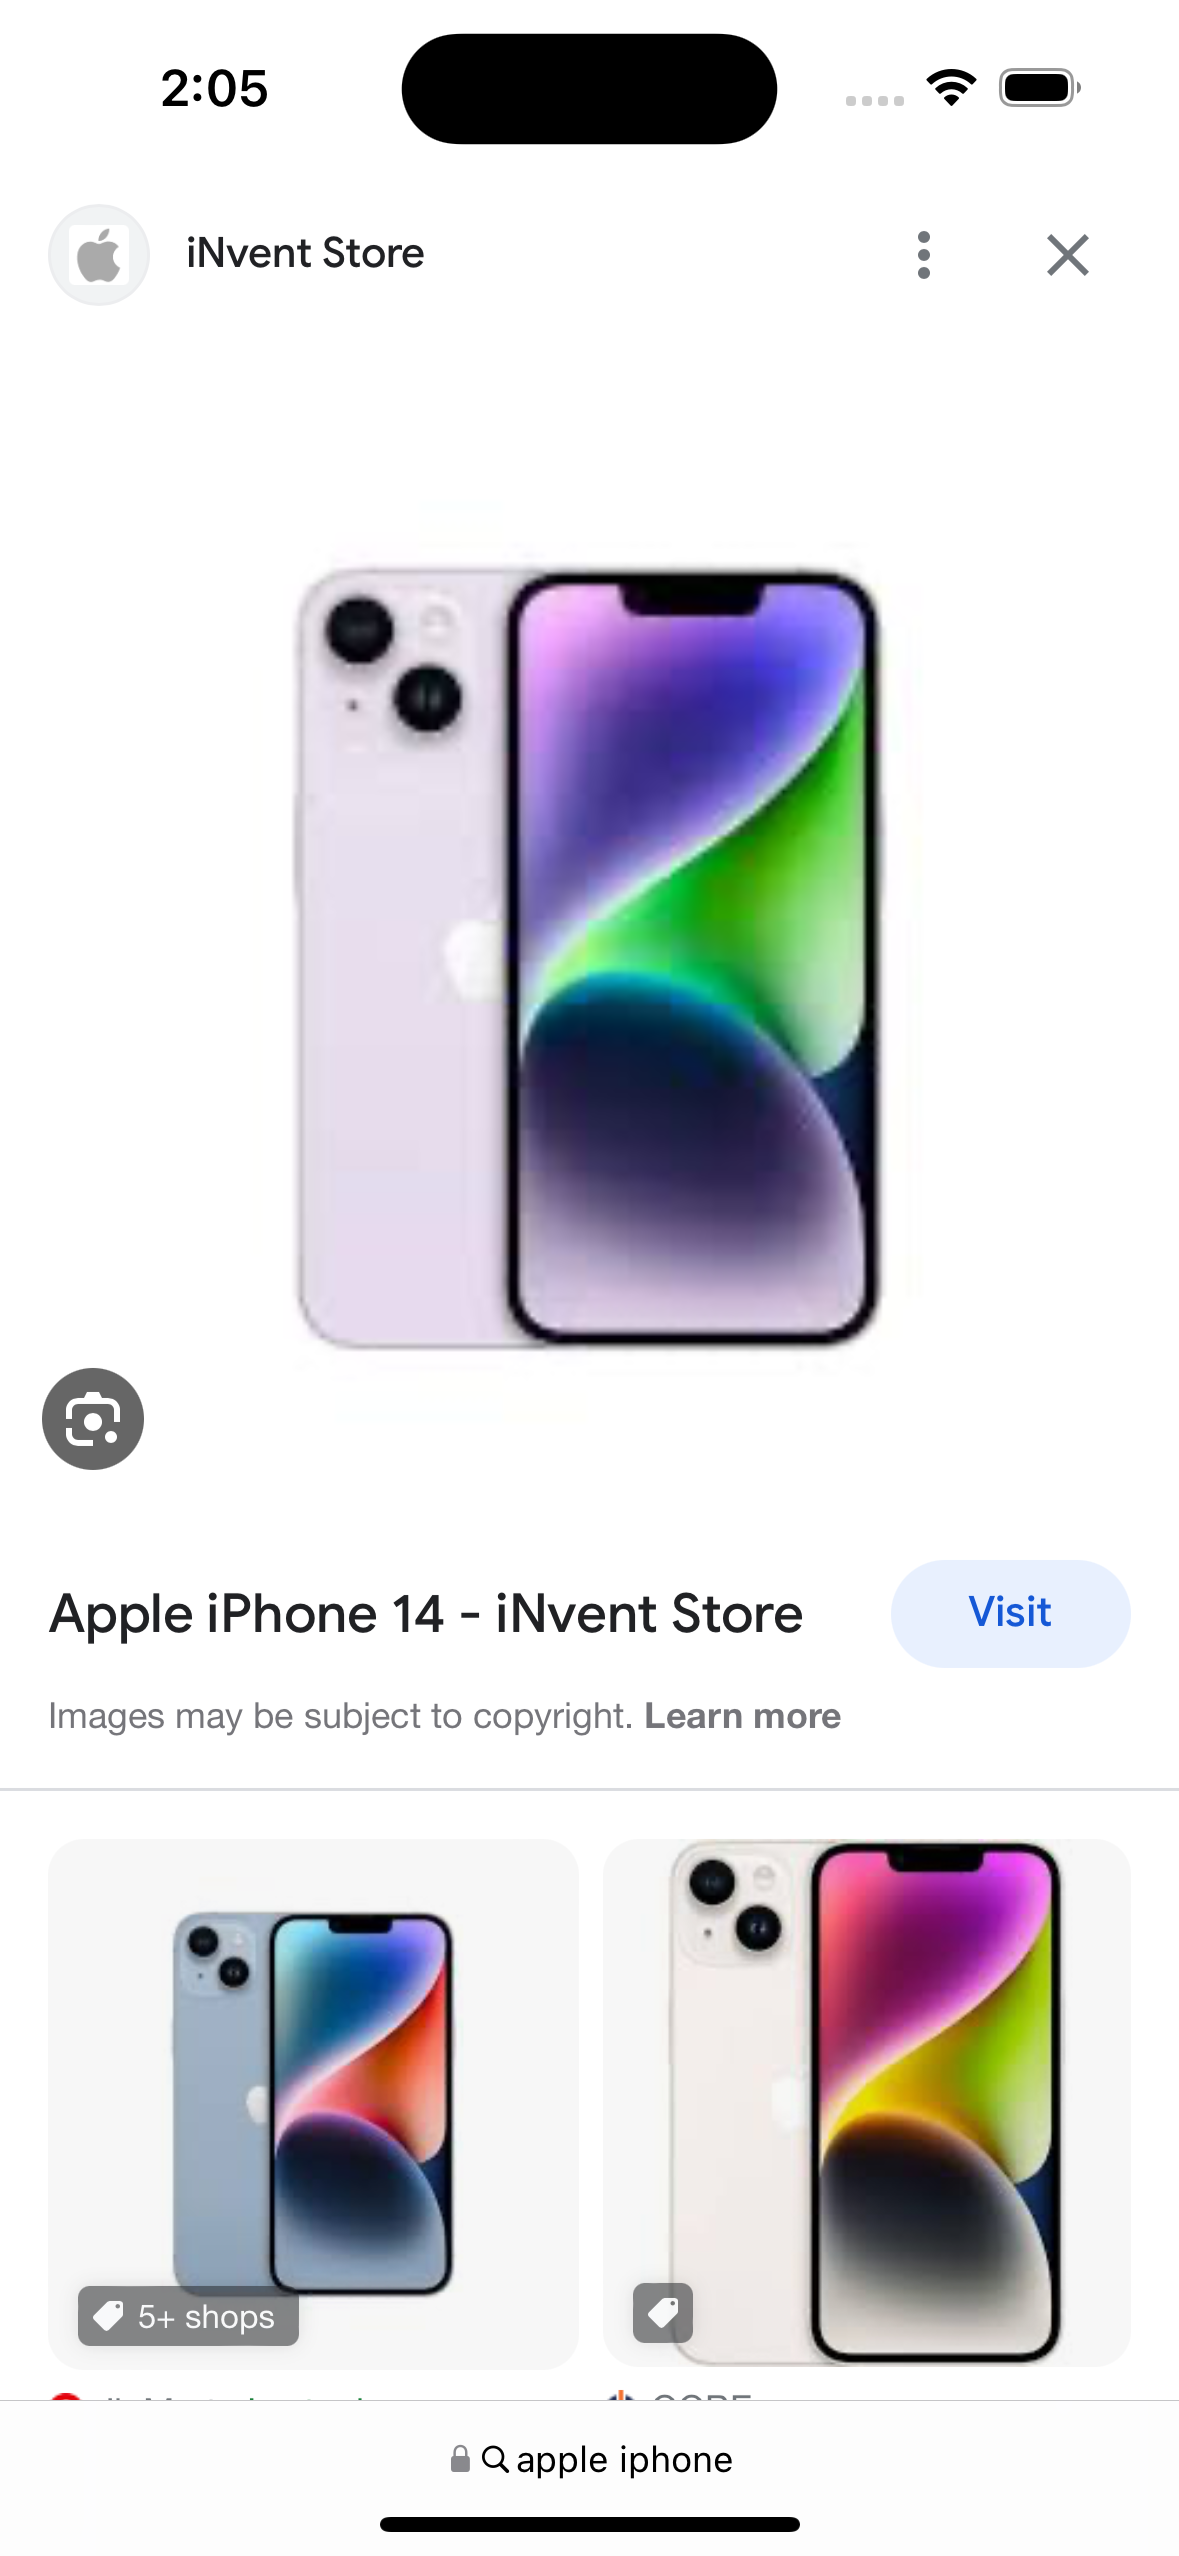 2:05
iNvent Store
Apple iPhone 14 - iNvent Store
Visit
Images may be subject to copyright. Learn more
5+ shops
apple iphone